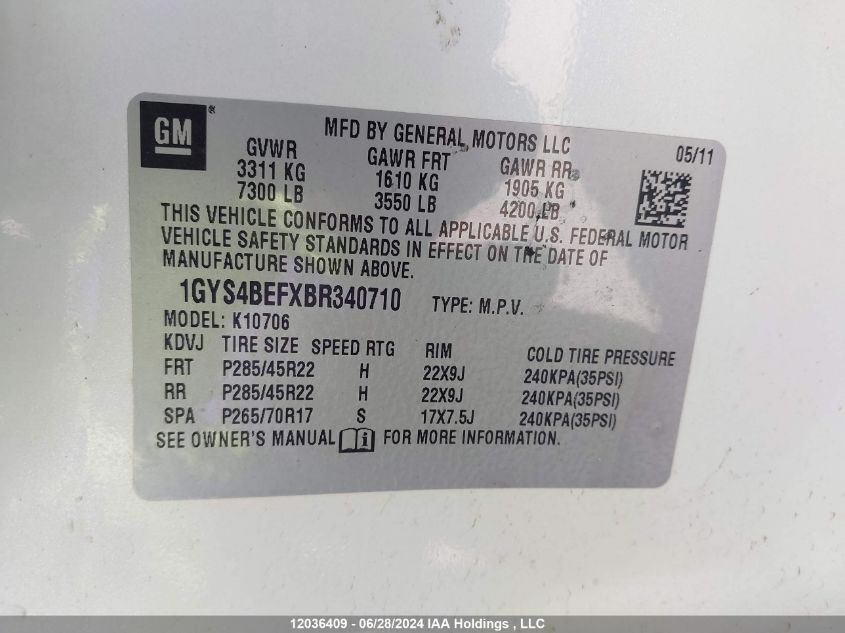 GM®
MFD BY GENERAL MOTORS LLC
05/11
GVWR GAWR FRT GAWR RR
3311 KG 1610 KG 1905 KG
7300 LB 3550 LB 4200 LB
THIS VEHICLE CONFORMS TO ALL APPLICABLE U.S. FEDERAL MOTOR
VEHICLE SAFETY STANDARDS IN EFFECT ON THE DATE OF
MANUFACTURE SHOWN ABOVE.
1GYS4BEFXBR340710 TYPE: M.P.V.
MODEL: K10706
KDVJ TIRE SIZE SPEED RTG RIM COLD TIRE PRESSURE
FRT P285/45R22 H 22X9J 240KPA(35PSI)
RR P285/45R22 H 22X9J 240KPA(35PSI)
SPA P265/70R17 S 17X7.5J 240KPA(35PSI)
SEE OWNER'S MANUAL i FOR MORE INFORMATION.
12036409 - 06/28/2024 IAA Holdings , LLC